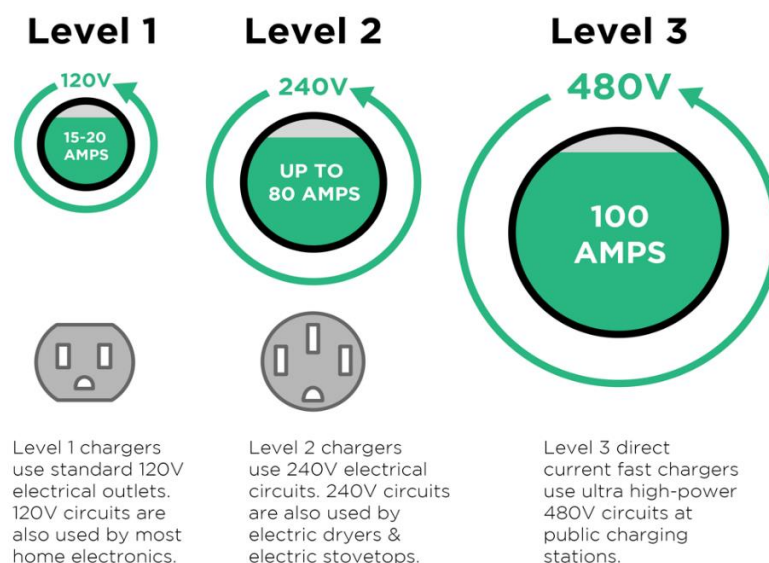 Level 1
120V
15-20
AMPS
Level 1 chargers
use standard 120V
electrical outlets.
120V circuits are
also used by most
home electronics.
Level 2
240V
UP TO
80 AMPS
Level 2 chargers
use 240V electrical
circuits. 240V circuits
are also used by
electric dryers &
electric stovetops.
Level 3
480V
100
AMPS
Level 3 direct
current fast chargers
use ultra high-power
480V circuits at
public charging
stations.